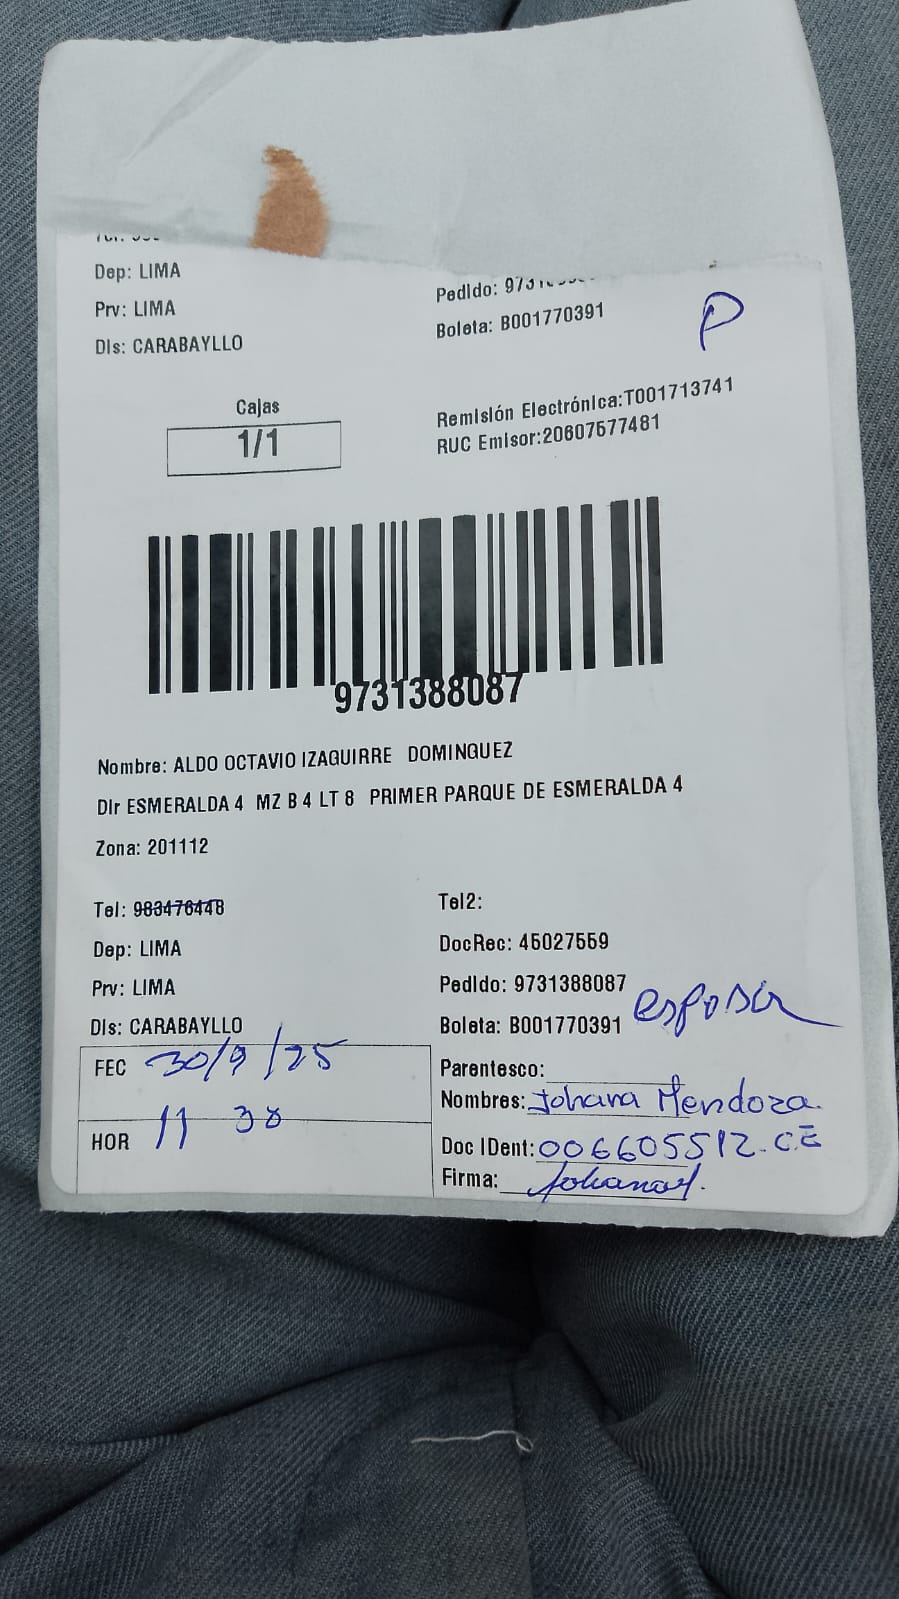 Dep: LIMA
Prv: LIMA
Dis: CARABAYLLO
Pedido:
Boleta: B001770391
P
Cajas
1/1
Remisión Electrónica:T001713741
RUC Emisor:20607577481
9731388087
Nombre: ALDO OCTAVIO IZAGUIRRE DOMINGUEZ
Dir ESMERALDA 4 MZ B 4 LT 8 PRIMER PARQUE DE ESMERALDA 4
Zona: 201112
Tel: 983476448
Dep: LIMA
Prv: LIMA
Dis: CARABAYLLO
Tel2:
DocRec: 45027559
Pedido: 9731388087
Boleta: B001770391
esposa
FEC 30/9/25
HOR 11 38
Parentesco:
Nombres: Johana Mendoza.
Doc IDent: 006605512. CE
Firma: Johana M.